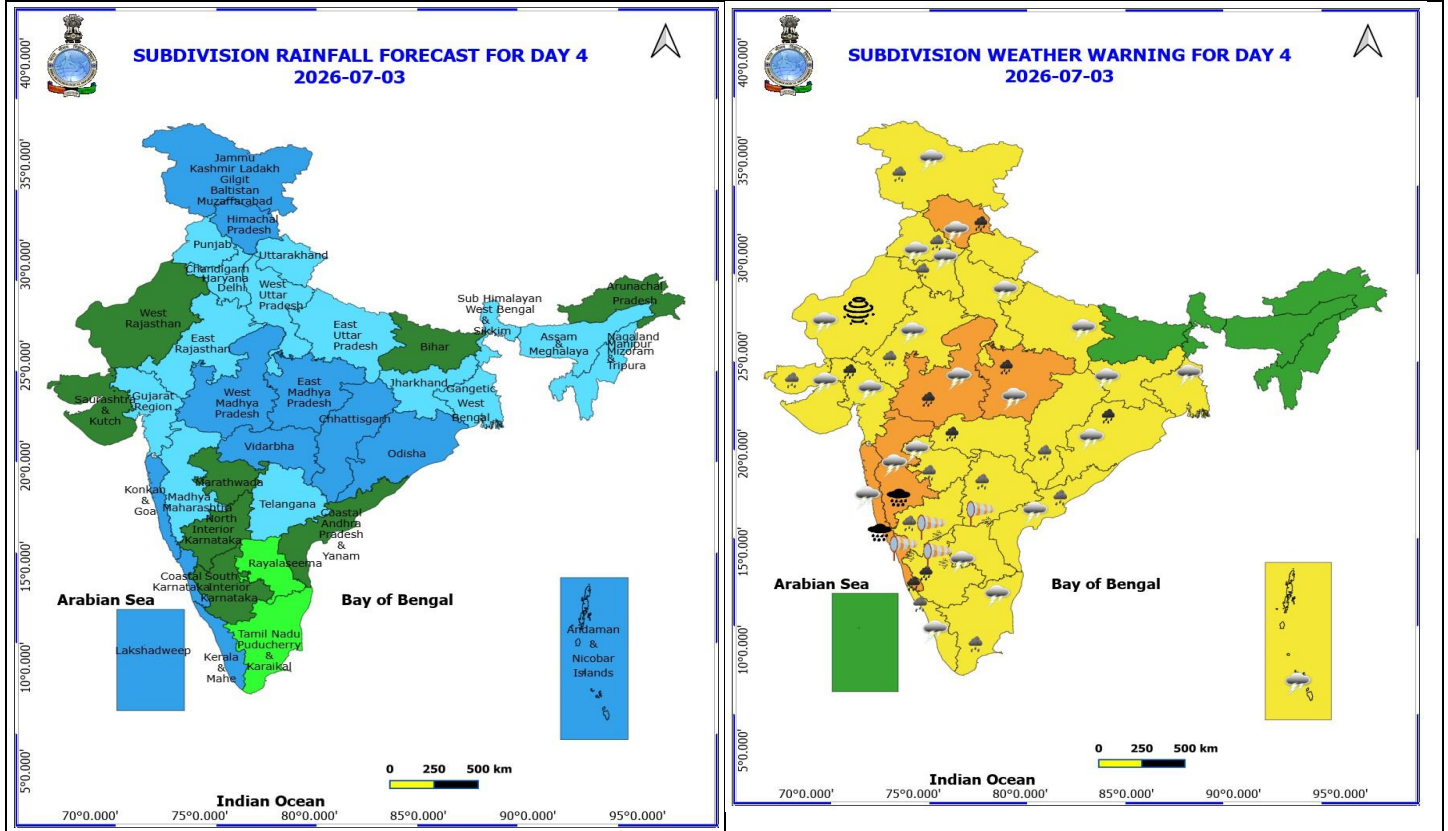 SUBDIVISION RAINFALL FORECAST FOR DAY 4
2026-07-03
40°0.000'
35°0.000'
30°0.000'
25°0.000'
20°0.000'
15°0.000'
10°0.000'
5°0.000'
Jammu
Kashmir Ladakh
Gilgit
Baltistan
Muzaffarabad
Himachal
Pradesh
Punjab
Uttarakhand
Chandigarh
Haryana
Delhi
West
Uttar
Pradesh
West
Rajasthan
East
Rajasthan
East
Uttar
Pradesh
Bihar
Sub Himalayan
West Bengal
&
Sikkim
Arunachal
Pradesh
Assam
&
Meghalaya
Nagaland
Manipur
Mizoram
&
Tripura
Saurashtra
&
Kutch
Gujarat
Region
West
Madhya
Pradesh
East
Madhya
Pradesh
Jharkhand
Gangetic
West
Bengal
Chhattisgarh
Vidarbha
Odisha
Konkan
&
Goa
Madhya
Maharashtra
Marathwada
Telangana
North
Interior
Karnataka
Coastal
Andhra
Pradesh
&
Yanam
Rayalaseema
Coastal
Karnataka
South
Interior
Karnataka
Arabian Sea
Bay of Bengal
Tamil Nadu
Puducherry
&
Karaikal
Lakshadweep
Kerala
&
Mahe
Andaman
&
Nicobar
Islands
0 250 500 km
Indian Ocean
70°0.000' 75°0.000' 80°0.000' 85°0.000' 90°0.000' 95°0.000'
SUBDIVISION WEATHER WARNING FOR DAY 4
2026-07-03
40°0.000'
35°0.000'
30°0.000'
25°0.000'
20°0.000'
15°0.000'
10°0.000'
5°0.000'
Arabian Sea
Bay of Bengal
0 250 500 km
Indian Ocean
70°0.000' 75°0.000' 80°0.000' 85°0.000' 90°0.000' 95°0.000'